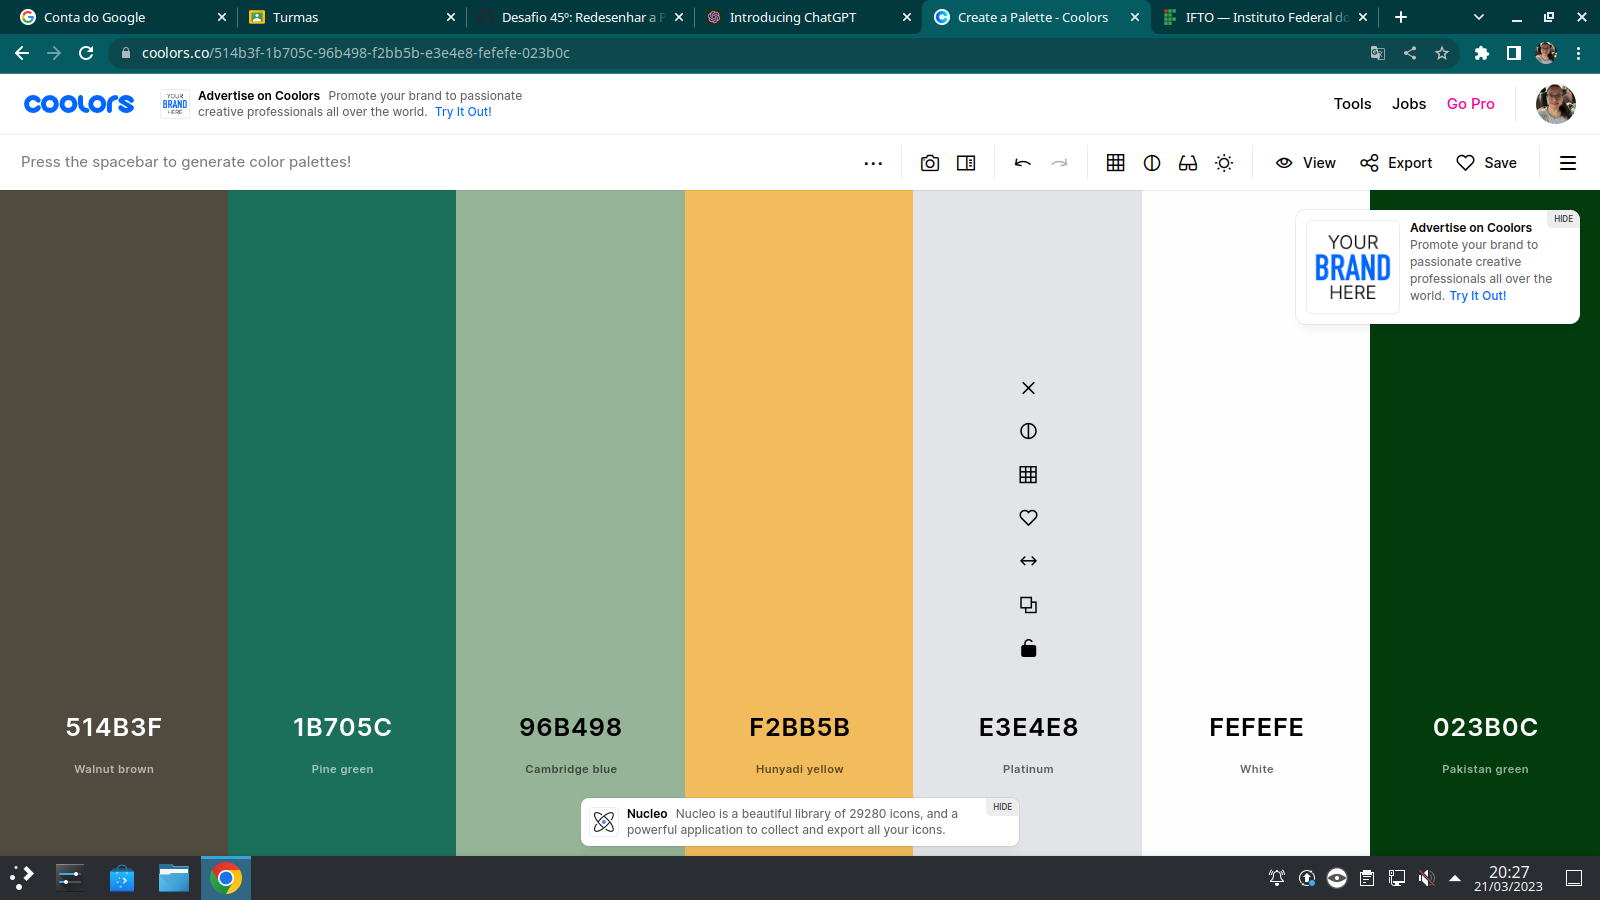 Conta do Google
Turmas
Desafio 45º: Redesenhar a P
Introducing ChatGPT
Create a Palette - Coolors
IFTO — Instituto Federal do
coolors.co/514b3f-1b705c-96b498-f2bb5b-e3e4e8-fefefe-023b0c
coolors
YOUR
BRAND
HERE
Advertise on Coolors Promote your brand to passionate
creative professionals all over the world. Try It Out!
Tools
Jobs
Go Pro
Press the spacebar to generate color palettes!
View
Export
Save
HIDE
YOUR
BRAND
HERE
Advertise on Coolors
Promote your brand to
passionate creative
professionals all over the
world. Try It Out!
514B3F
1B705C
96B498
F2BB5B
E3E4E8
FEFEFE
023B0C
Walnut brown
Pine green
Cambridge blue
Hunyadi yellow
Platinum
White
Pakistan green
Nucleo Nucleo is a beautiful library of 29280 icons, and a
powerful application to collect and export all your icons.
HIDE
20:27
21/03/2023